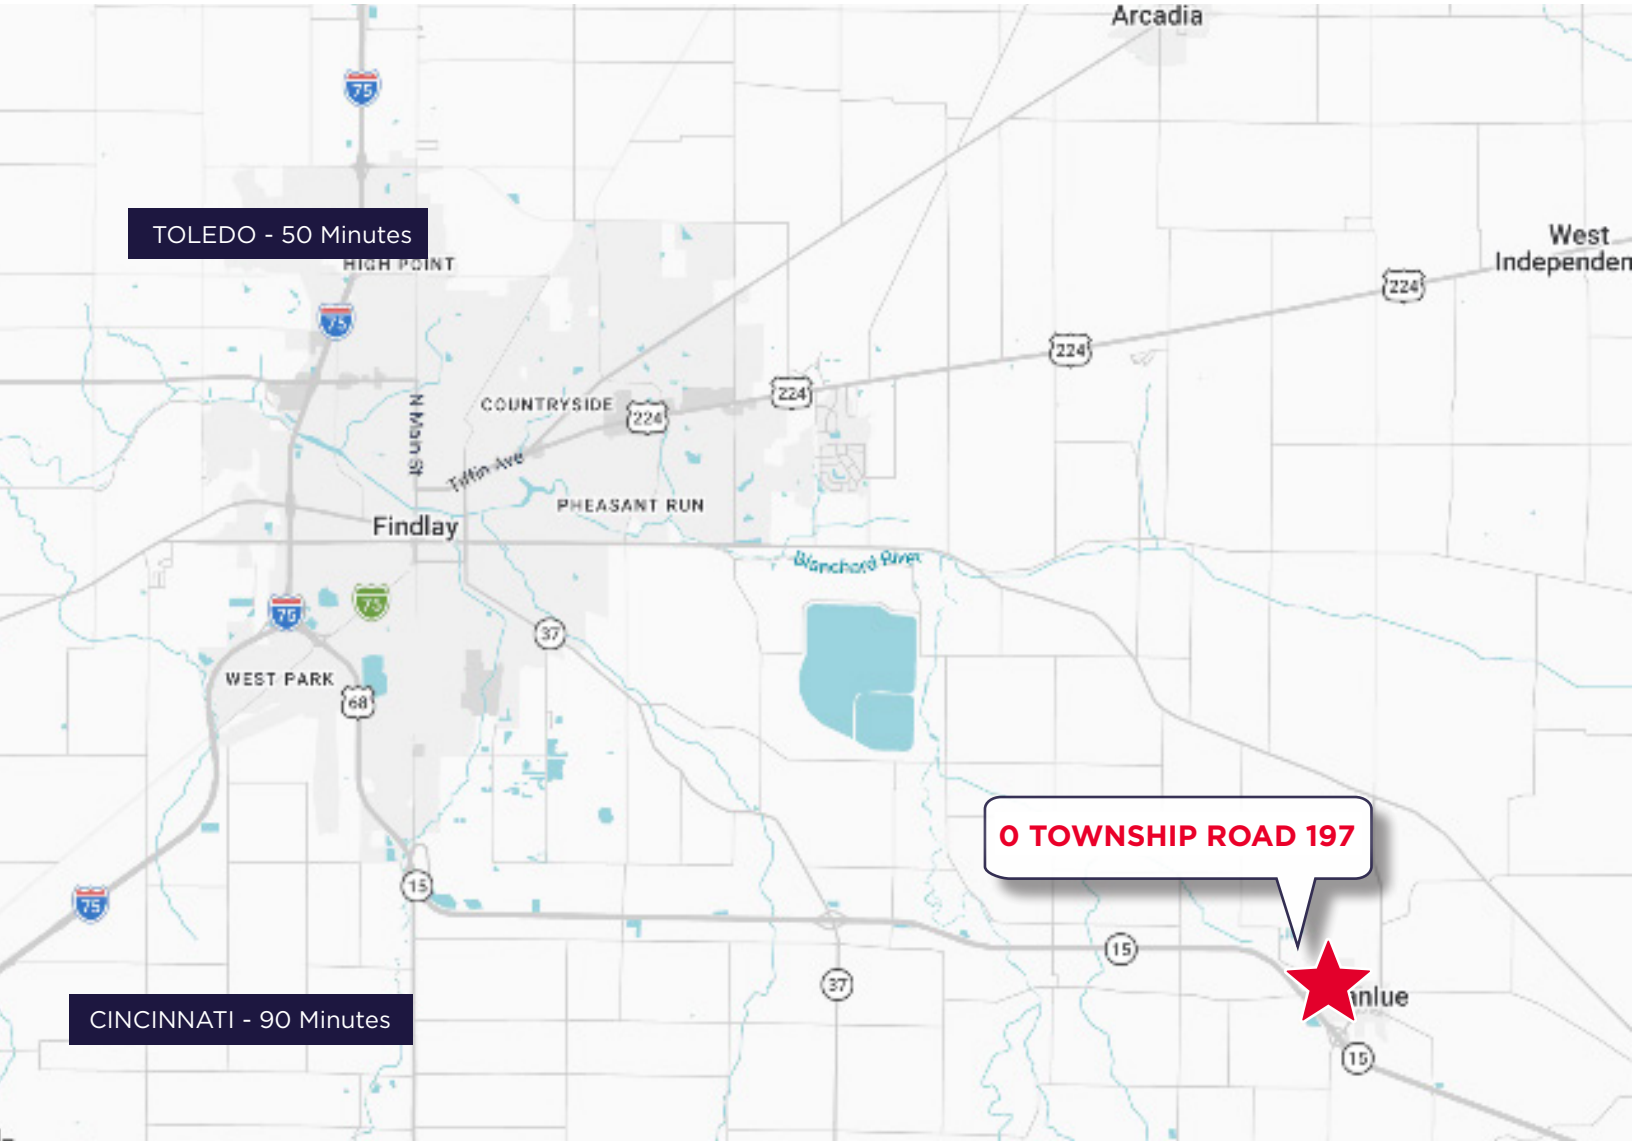 Arcadia
75
TOLEDO - 50 Minutes
HIGH POINT
West
Independen
224
75
224
224
COUNTRYSIDE
224
N Main St
Tiffin Ave
PHEASANT RUN
Findlay
Blanchard River
75
75
37
WEST PARK
68
0 TOWNSHIP ROAD 197
15
75
15
37
anlue
CINCINNATI - 90 Minutes
15